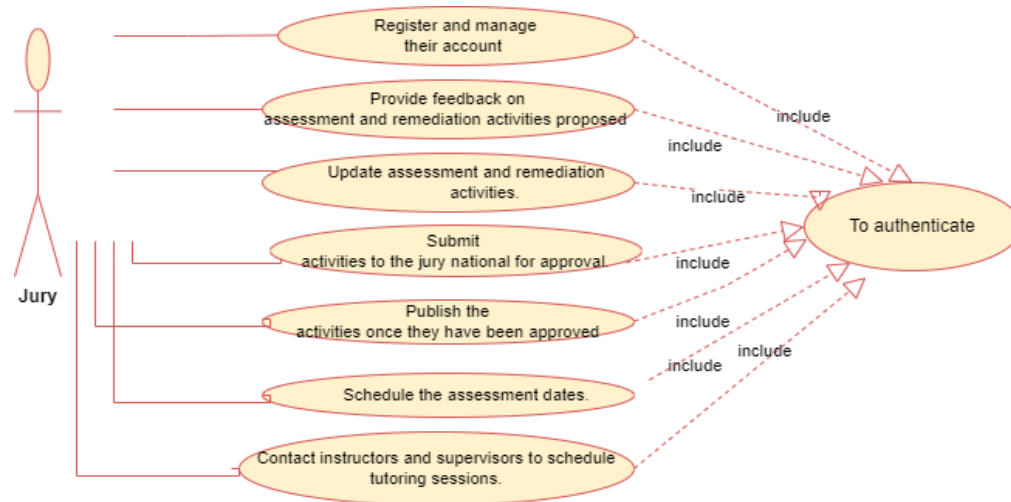 Register and manage
their account
Provide feedback on
assessment and remediation activities proposed
include
include
Update assessment and remediation
activities.
include
To authenticate
Submit
activities to the jury national for approval
include
Jury
Publish the
activities once they have been approved
include
include
include
Schedule the assessment dates.
Contact instructors and supervisors to schedule
tutoring sessions.